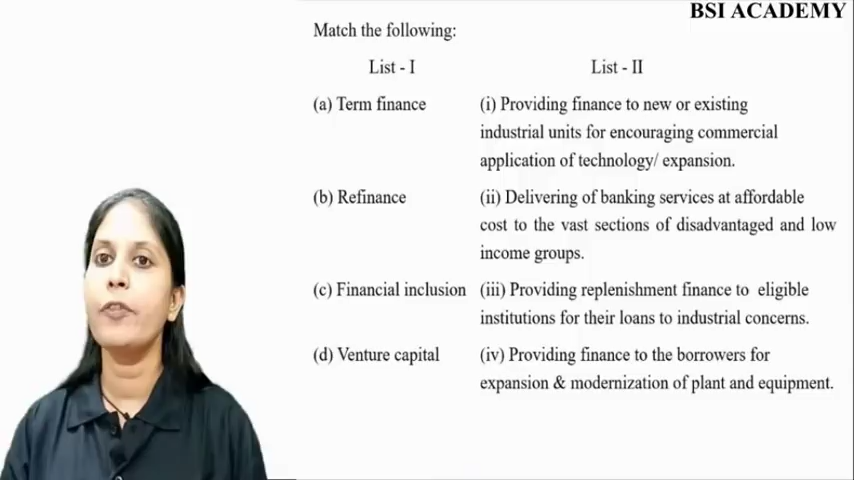 BSI ACADEMY
Match the following:
List - I List - II
(a) Term finance (i) Providing finance to new or existing
industrial units for encouraging commercial
application of technology/ expansion.
(b) Refinance (ii) Delivering of banking services at affordable
cost to the vast sections of disadvantaged and low
income groups.
(c) Financial inclusion (iii) Providing replenishment finance to eligible
institutions for their loans to industrial concerns.
(d) Venture capital (iv) Providing finance to the borrowers for
expansion & modernization of plant and equipment.